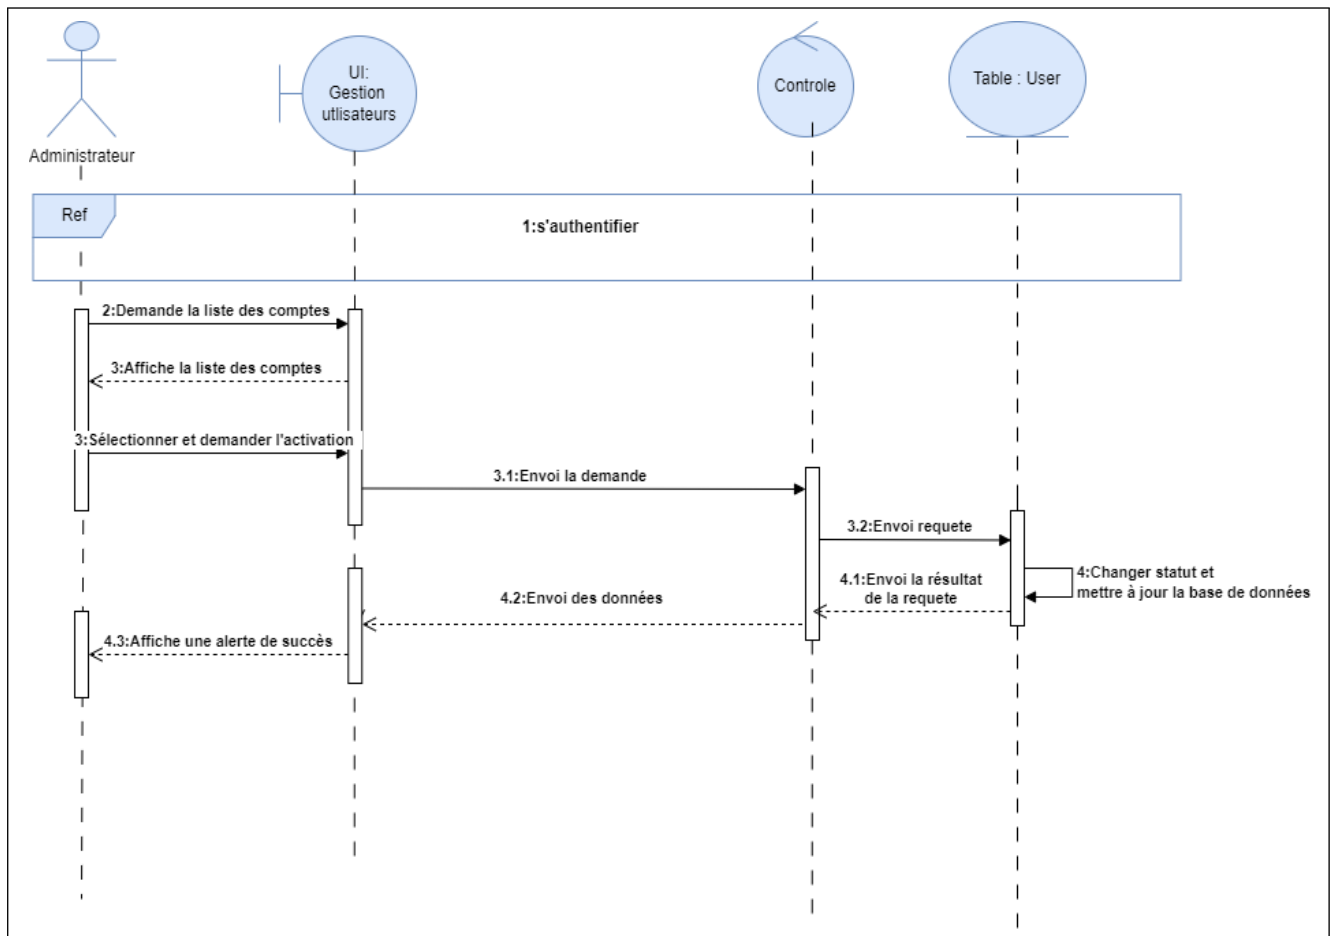 UI:
Gestion
utlisateurs
Controle
Table : User
Administrateur
Ref
1:s'authentifier
2:Demande la liste des comptes
3:Affiche la liste des comptes
3:Sélectionner et demander l'activation
3.1:Envoi la demande
3.2:Envoi requete
4:Changer statut et
mettre à jour la base de données
4.1:Envoi la résultat
de la requete
4.2:Envoi des données
4.3:Affiche une alerte de succès